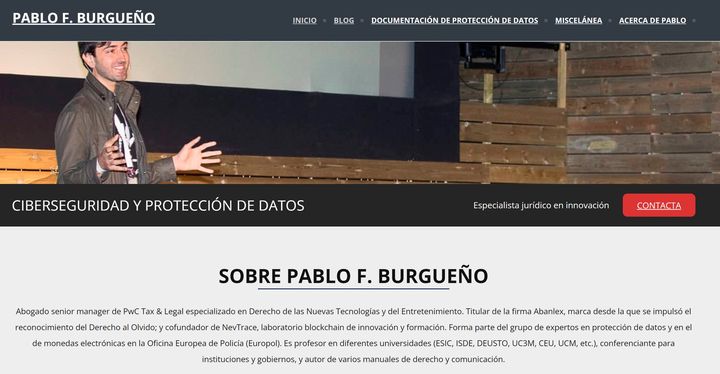 PABLO F. BURGUEÑO
INICIO BLOG DOCUMENTACIÓN DE PROTECCIÓN DE DATOS MISCELÁNEA ACERCA DE PABLO
CIBERSEGURIDAD Y PROTECCIÓN DE DATOS
Especialista jurídico en innovación CONTACTA
SOBRE PABLO F. BURGUEÑO
Abogado senior manager de PwC Tax & Legal especializado en Derecho de las Nuevas Tecnologías y del Entretenimiento. Titular de la firma Abanlex, marca desde la que se impulsó el
reconocimiento del Derecho al Olvido; y cofundador de NevTrace, laboratorio blockchain de innovación y formación. Forma parte del grupo de expertos en protección de datos y en el
de monedas electrónicas en la Oficina Europea de Policía (Europol). Es profesor en diferentes universidades (ESIC, ISDE, DEUSTO, UC3M, CEU, UCM, etc.), conferenciante para
instituciones y gobiernos, y autor de varios manuales de derecho y comunicación.